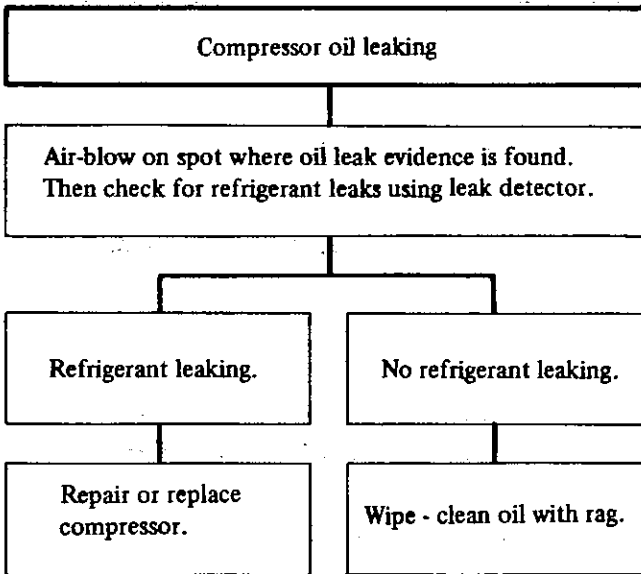 Compressor oil leaking
Air-blow on spot where oil leak evidence is found.
Then check for refrigerant leaks using leak detector.
Refrigerant leaking.
No refrigerant leaking.
Repair or replace
compressor.
Wipe - clean oil with rag.